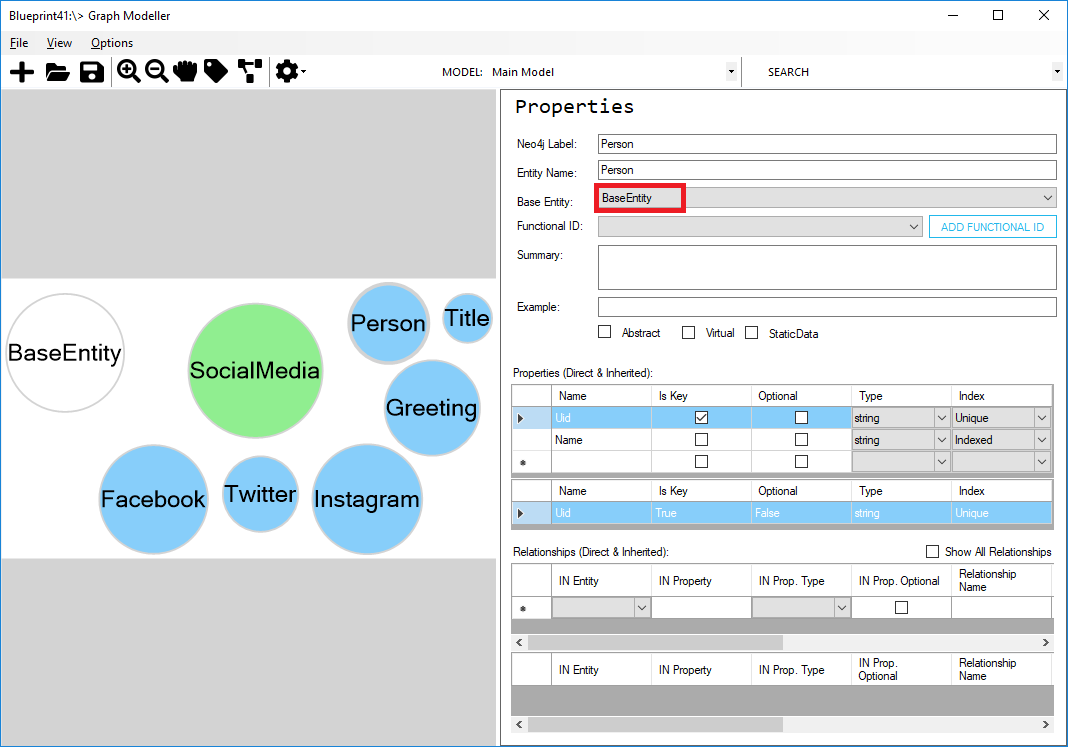 Blueprint41:\> Graph Modeller
File View Options
MODEL: Main Model SEARCH
Properties
Neo4j Label: Person
Entity Name: Person
Base Entity: BaseEntity
Functional ID: ADD FUNCTIONAL ID
Summary:
Example:
Abstract Virtual StaticData
Properties (Direct & Inherited):
Name Is Key Optional Type Index
Uid string Unique
Name string Indexed
Name Is Key Optional Type Index
Uid True False string Unique
Relationships (Direct & Inherited): Show All Relationships
IN Entity IN Property IN Prop. Type IN Prop. Optional Relationship
Name
IN Entity IN Property IN Prop. Type IN Prop.
Optional Relationship
Name
BaseEntity
SocialMedia
Person
Title
Greeting
Facebook
Twitter
Instagram